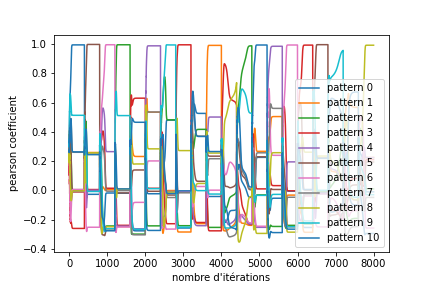 1.0
0.8
0.6
0.4
0.2
0.0
−0.2
−0.4
pearson coefficient
0 1000 2000 3000 4000 5000 6000 7000 8000
nombre d'itérations
pattern 0
pattern 1
pattern 2
pattern 3
pattern 4
pattern 5
pattern 6
pattern 7
pattern 8
pattern 9
pattern 10